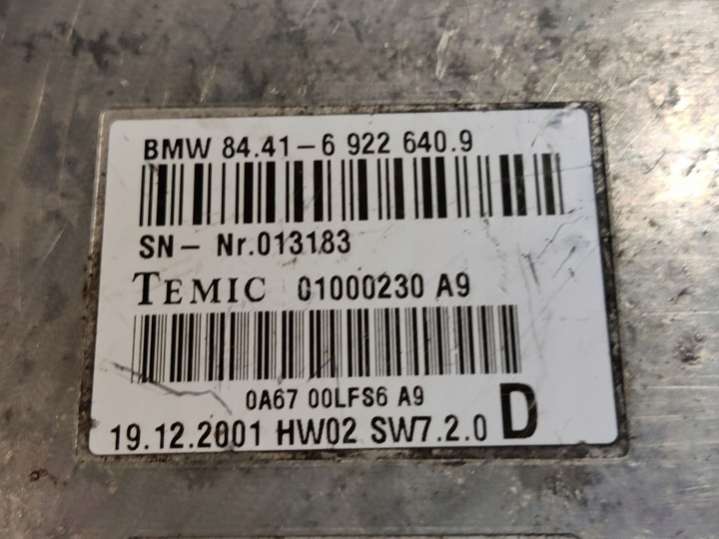 BMW 84.41-6 922 640.9
SN- Nr.013183
TEMIC 01000230 A9
0A67 00LFS6 A9
19.12.2001 HW02 SW7.2.0 D